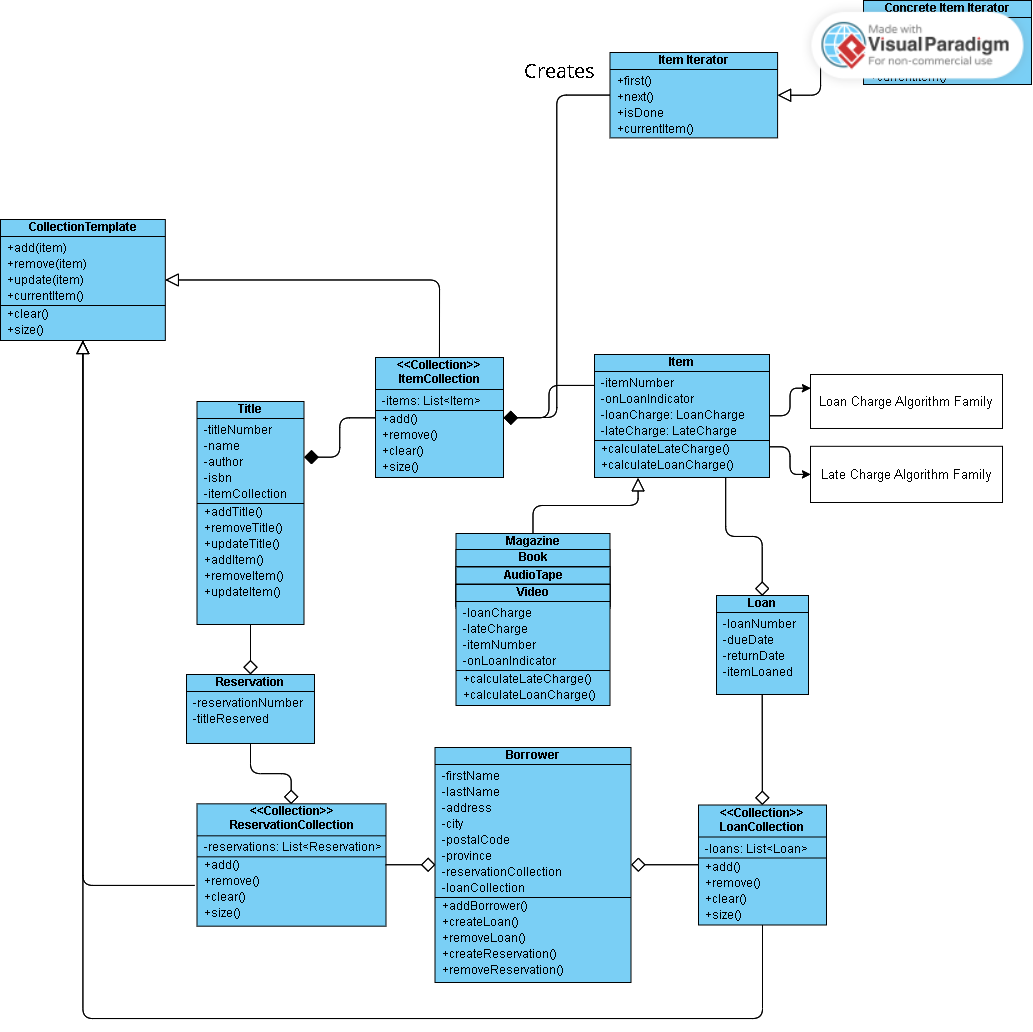 Concrete Item Iterator
Made with
VisualParadigm
For non-commercial use
Creates
Item Iterator
+first()
+next()
+isDone
+currentItem()
CollectionTemplate
+add(item)
+remove(item)
+update(item)
+currentItem()
+clear()
+size()
<<Collection>>
ItemCollection
-items: List<Item>
+add()
+remove()
+clear()
+size()
Item
-itemNumber
-onLoanIndicator
-loanCharge: LoanCharge
-lateCharge: LateCharge
+calculateLateCharge()
+calculateLoanCharge()
Loan Charge Algorithm Family
Late Charge Algorithm Family
Title
-titleNumber
-name
-author
-isbn
-itemCollection
+addTitle()
+removeTitle()
+updateTitle()
+addItem()
+removeItem()
+updateItem()
Magazine
Book
AudioTape
Video
-loanCharge
-lateCharge
-itemNumber
-onLoanIndicator
+calculateLateCharge()
+calculateLoanCharge()
Loan
-loanNumber
-dueDate
-returnDate
-itemLoaned
Reservation
-reservationNumber
-titleReserved
<<Collection>>
ReservationCollection
-reservations: List<Reservation>
+add()
+remove()
+clear()
+size()
Borrower
-firstName
-lastName
-address
-city
-postalCode
-province
-reservationCollection
-loanCollection
+addBorrower()
+createLoan()
+removeLoan()
+createReservation()
+removeReservation()
<<Collection>>
LoanCollection
-loans: List<Loan>
+add()
+remove()
+clear()
+size()